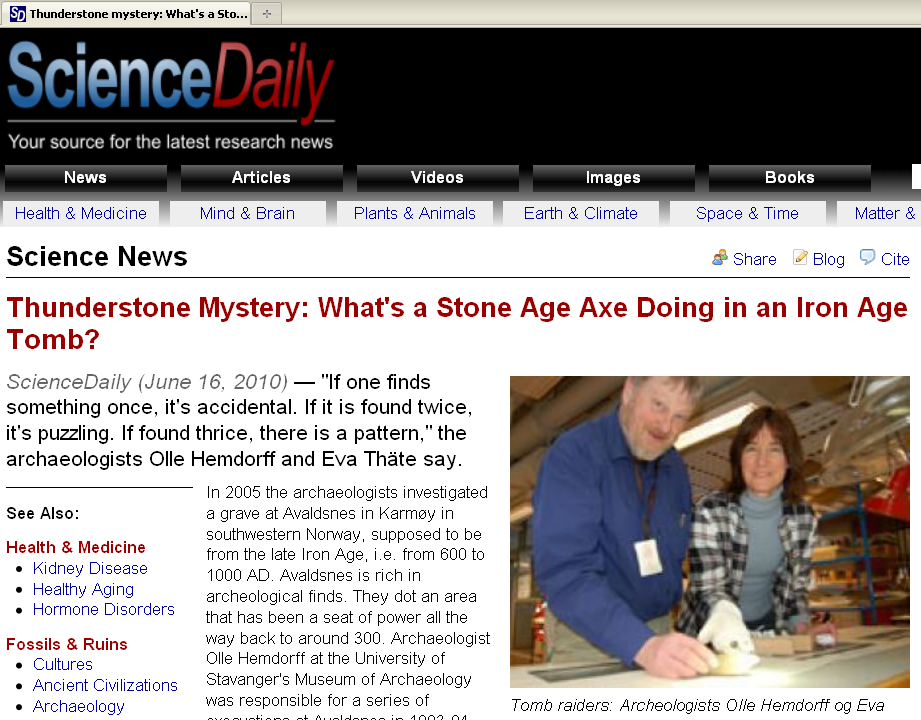 Thunderstone mystery: What's a Sto...
ScienceDaily
Your source for the latest research news
News Articles Videos Images Books
Health & Medicine Mind & Brain Plants & Animals Earth & Climate Space & Time Matter &
Science News
Share Blog Cite
Thunderstone Mystery: What's a Stone Age Axe Doing in an Iron Age
Tomb?
ScienceDaily (June 16, 2010) — "If one finds
something once, it's accidental. If it is found twice,
it's puzzling. If found thrice, there is a pattern," the
archaeologists Olle Hemdorff and Eva Thäte say.
See Also:
Health & Medicine
• Kidney Disease
• Healthy Aging
• Hormone Disorders
Fossils & Ruins
• Cultures
• Ancient Civilizations
• Archaeology
In 2005 the archaeologists investigated
a grave at Avaldsnes in Karmøy in
southwestern Norway, supposed to be
from the late Iron Age, i.e. from 600 to
1000 AD. Avaldsnes is rich in
archeological finds. They dot an area
that has been a seat of power all the
way back to around 300. Archaeologist
Olle Hemdorff at the University of
Stavanger's Museum of Archaeology
was responsible for a series of
excavations at Avaldsnes in 1993-94
Tomb raiders: Archeologists Olle Hemdorff og Eva